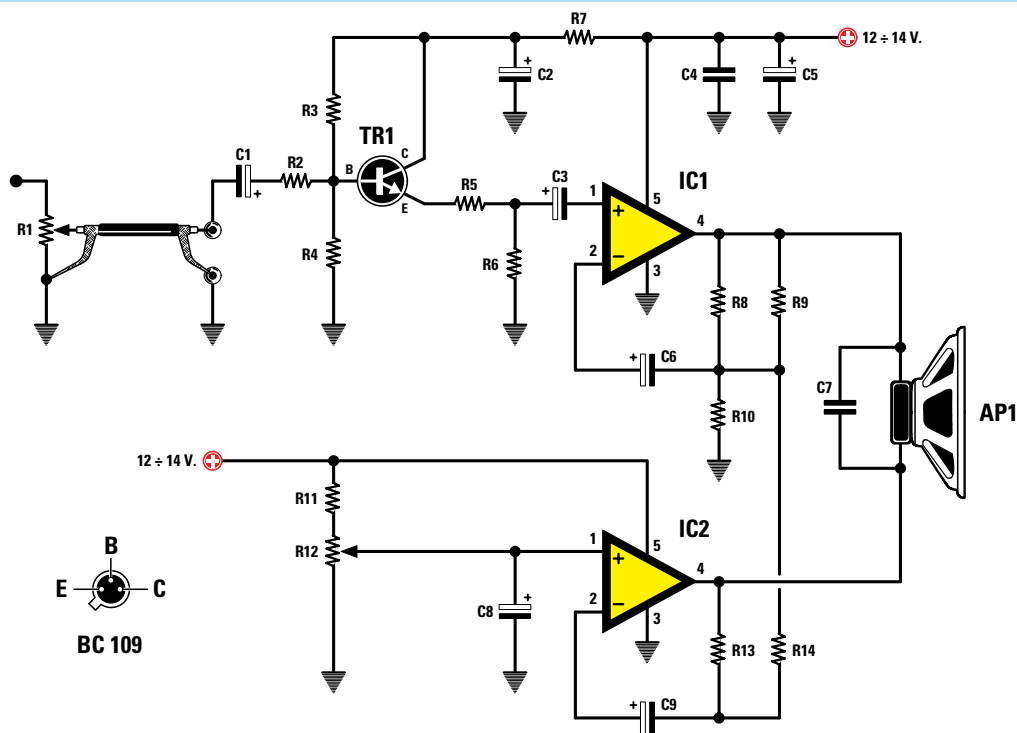 R7
12 ÷ 14 V.
+
C2
C4
+
C5
R3
TR1
C
B
E
C1
+
R2
R5
+
C3
1
+
5
IC1
4
2
−
3
R1
R4
R6
R8
R9
+
C6
C7
AP1
R10
12 ÷ 14 V.
R11
R12
IC2
1
+
5
4
2
−
3
+
C8
B
E
C
BC 109
R13
R14
+
C9